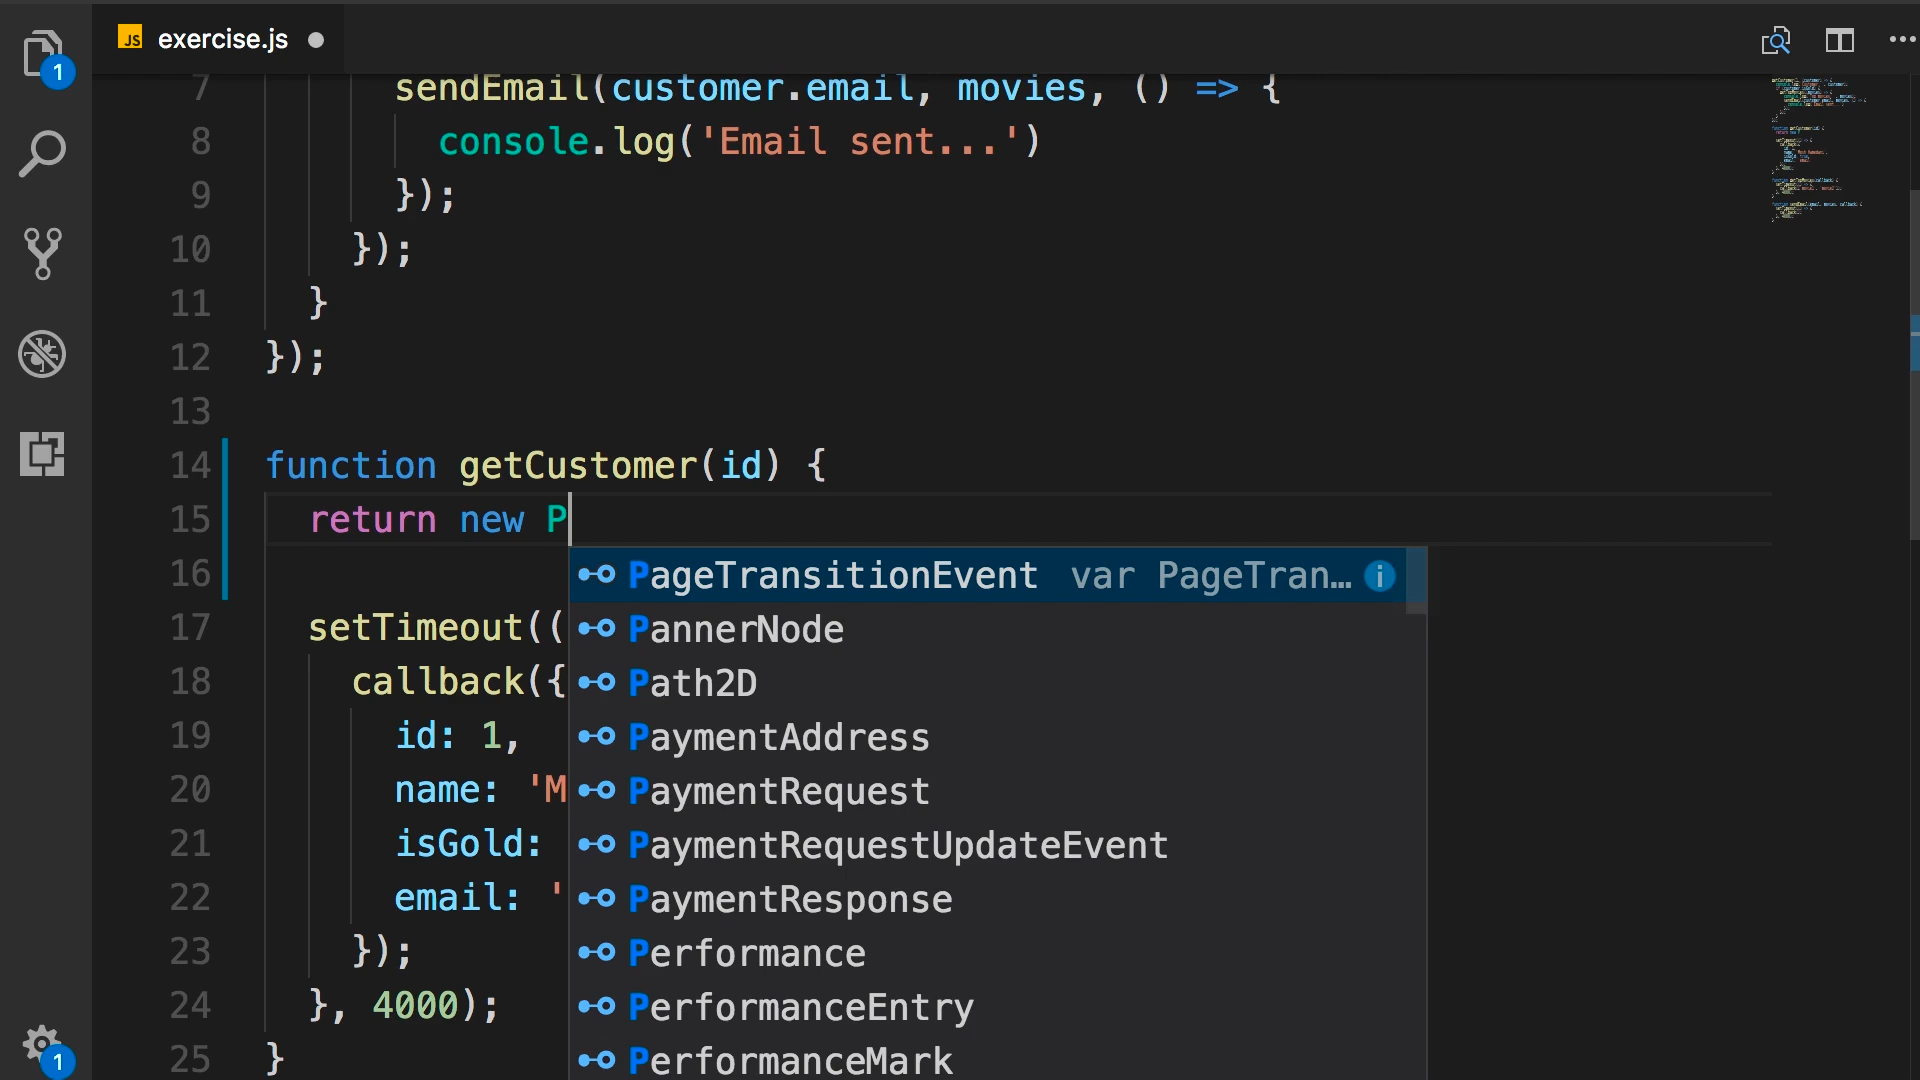 JS exercise.js
1
7 sendEmail(customer.email, movies, () => {
8 console.log('Email sent...')
9 });
10 });
11 }
12 });
13
14 function getCustomer(id) {
15 return new P
16 PageTransitionEvent var PageTran... i
17 setTimeout(( PannerNode
18 callback({ Path2D
19 id: 1, PaymentAddress
20 name: 'M PaymentRequest
21 isGold: PaymentRequestUpdateEvent
22 email: ' PaymentResponse
23 }); Performance
24 }, 4000); PerformanceEntry
25 } PerformanceMark
1